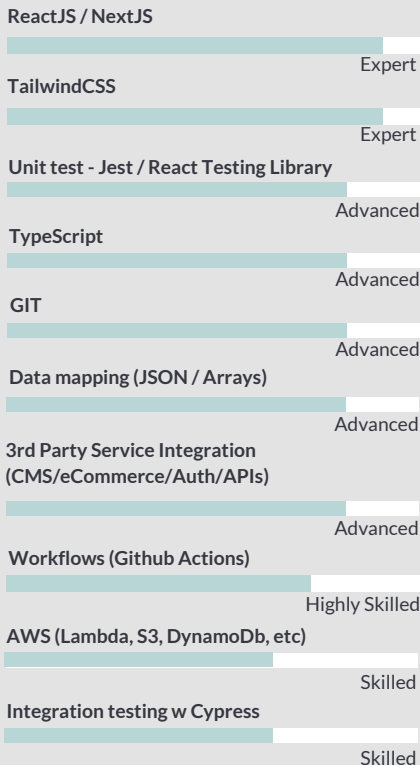 ReactJS / NextJS
Expert
TailwindCSS
Expert
Unit test - Jest / React Testing Library
Advanced
TypeScript
Advanced
GIT
Advanced
Data mapping (JSON / Arrays)
Advanced
3rd Party Service Integration
(CMS/eCommerce/Auth/APIs)
Advanced
Workflows (Github Actions)
Highly Skilled
AWS (Lambda, S3, DynamoDb, etc)
Skilled
Integration testing w Cypress
Skilled